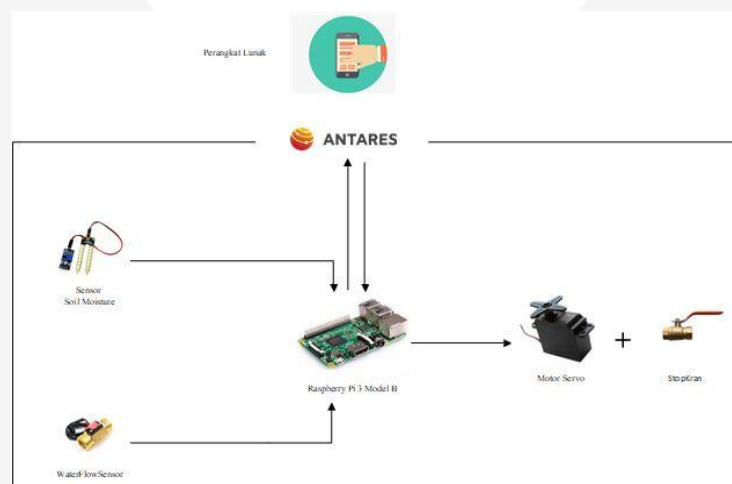 Perangkat Lunak
ANTARES
Sensor
Soil Moisture
Raspberry Pi 3 Model B
Motor Servo
+
StopKran
WaterFlowSensor